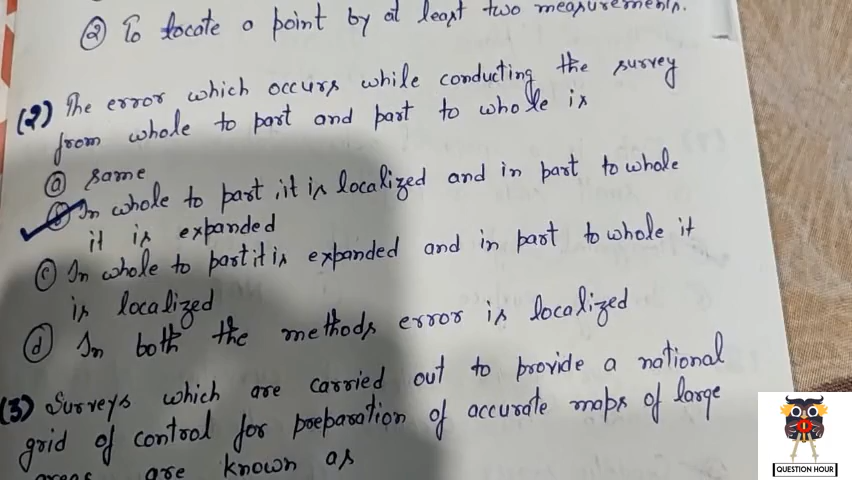 ② To locate a point by at least two measurements.
(2) The error which occurs while conducting the survey
from whole to part and part to whole is
ⓐ same
ⓑ In whole to part, it is localized and in part to whole
it is expanded
ⓒ In whole to part it is expanded and in part to whole it
is localized
ⓓ In both the methods error is localized
(3) Surveys which are carried out to provide a national
grid of control for preparation of accurate maps of large
areas are known as
QUESTION HOUR